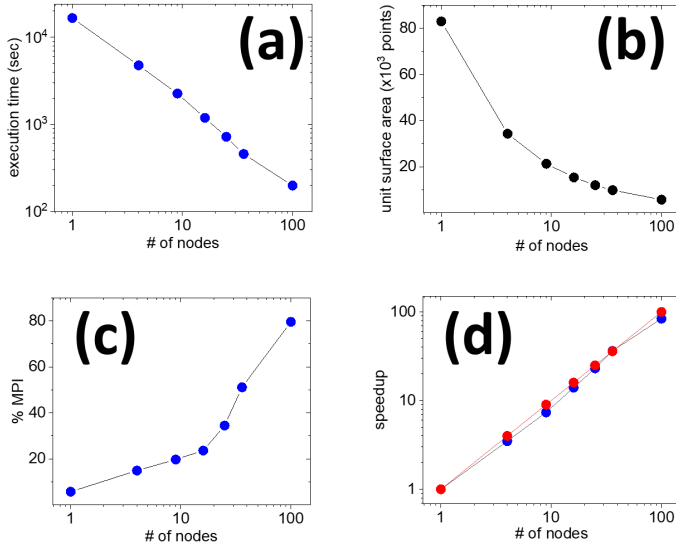 (a)
execution time (sec)
10^4
10^3
10^2
1
10
100
# of nodes
(b)
unit surface area (x10^3 points)
80
60
40
20
1
10
100
# of nodes
(c)
% MPI
80
60
40
20
1
10
100
# of nodes
(d)
speedup
100
10
1
1
10
100
# of nodes